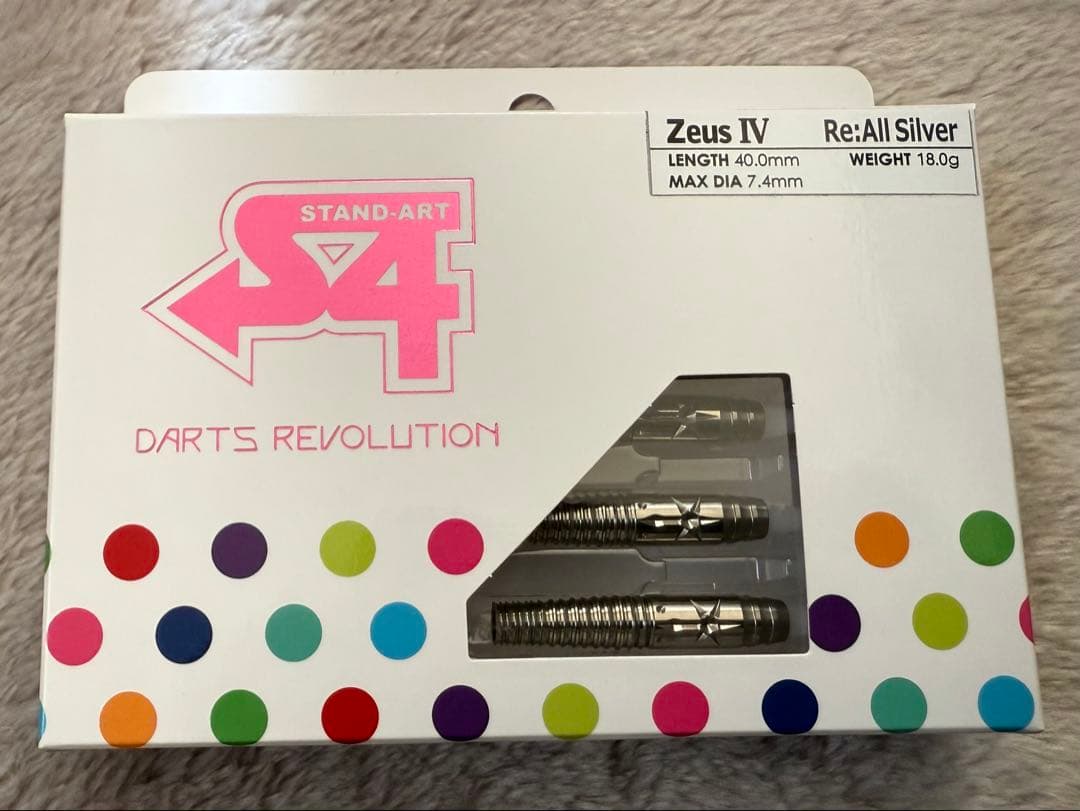 Zeus IV Re:All Silver
LENGTH 40.0mm WEIGHT 18.0g
MAX DIA 7.4mm
STAND-ART
S4
DARTS REVOLUTION